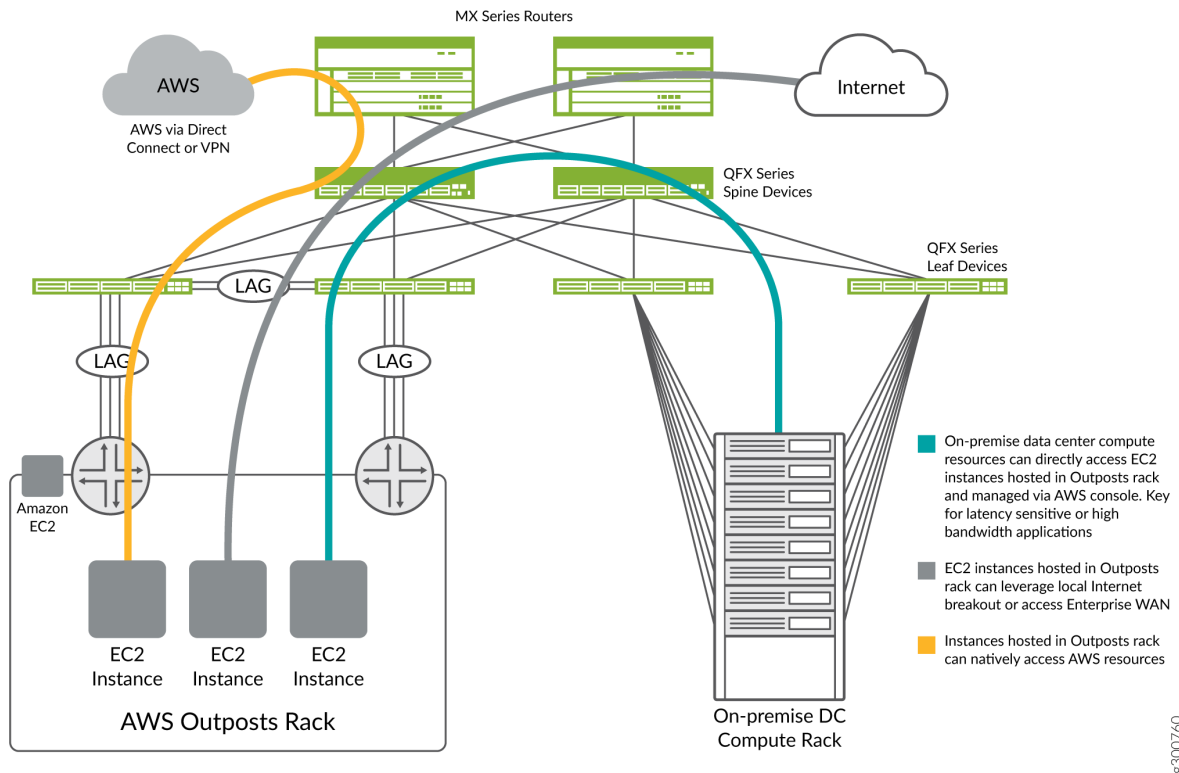 MX Series Routers
AWS
Internet
AWS via Direct
Connect or VPN
QFX Series
Spine Devices
QFX Series
Leaf Devices
LAG
LAG
LAG
Amazon
EC2
EC2
Instance
EC2
Instance
EC2
Instance
AWS Outposts Rack
On-premise DC
Compute Rack
On-premise data center compute
resources can directly access EC2
instances hosted in Outposts rack
and managed via AWS console. Key
for latency sensitive or high
bandwidth applications
EC2 instances hosted in Outposts
rack can leverage local Internet
breakout or access Enterprise WAN
Instances hosted in Outposts rack
can natively access AWS resources
g300760